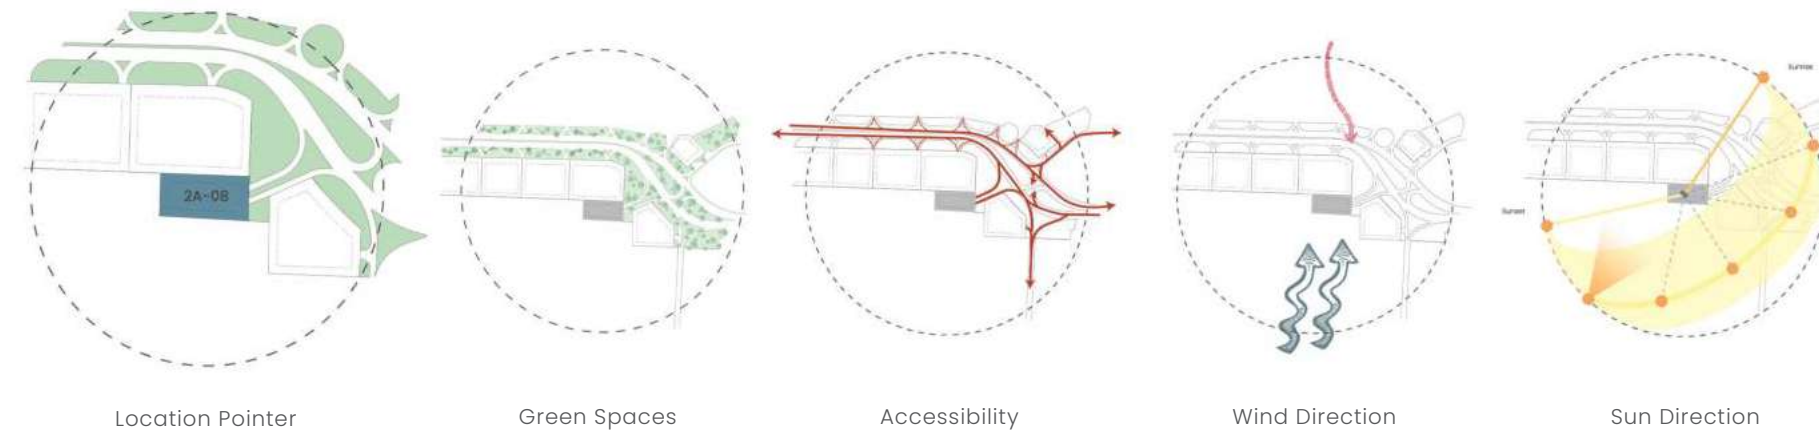 Sunrise
2A-08
Sunset
Location Pointer
Green Spaces
Accessibility
Wind Direction
Sun Direction